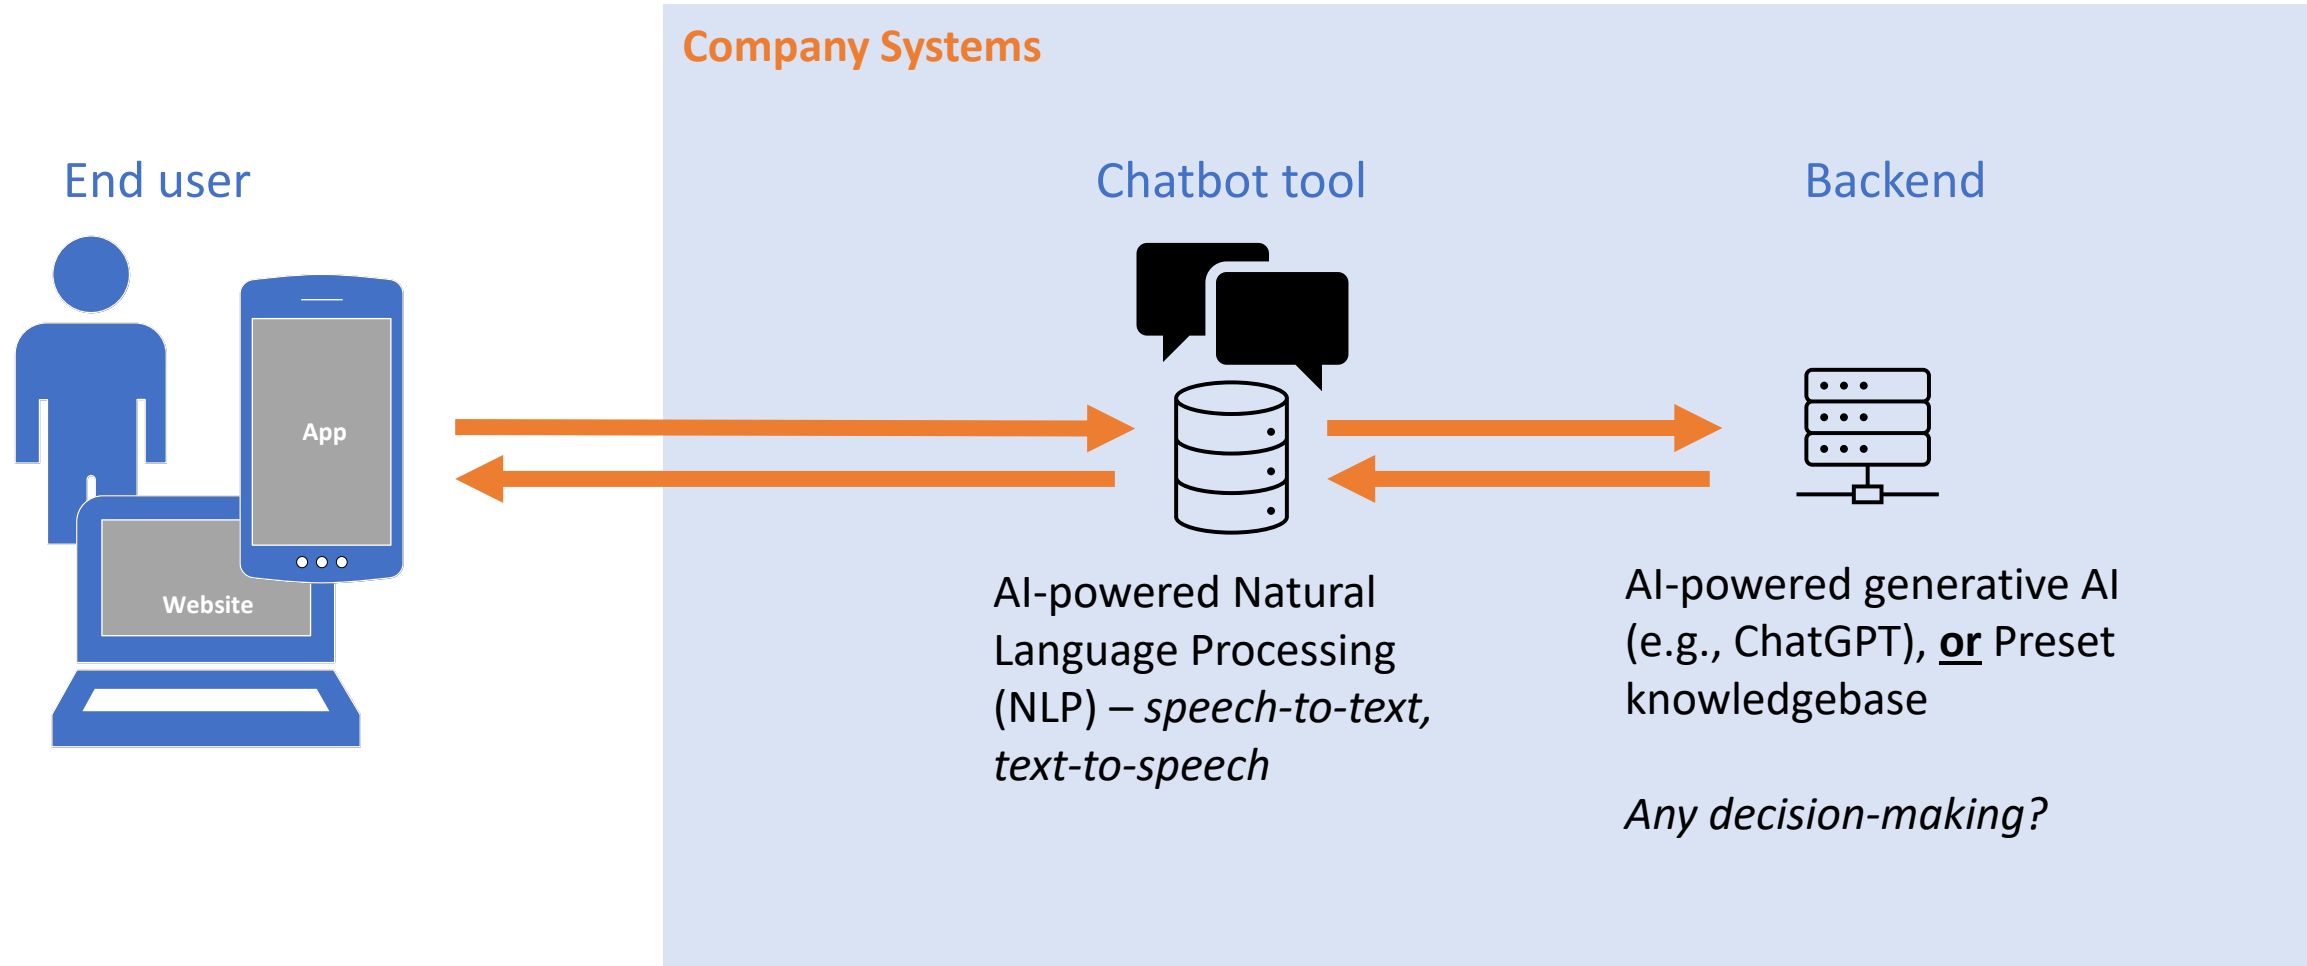 Company Systems
End user
Chatbot tool
Backend
App
Website
AI-powered Natural
Language Processing
(NLP) – speech-to-text,
text-to-speech
AI-powered generative AI
(e.g., ChatGPT), or Preset
knowledgebase
Any decision-making?